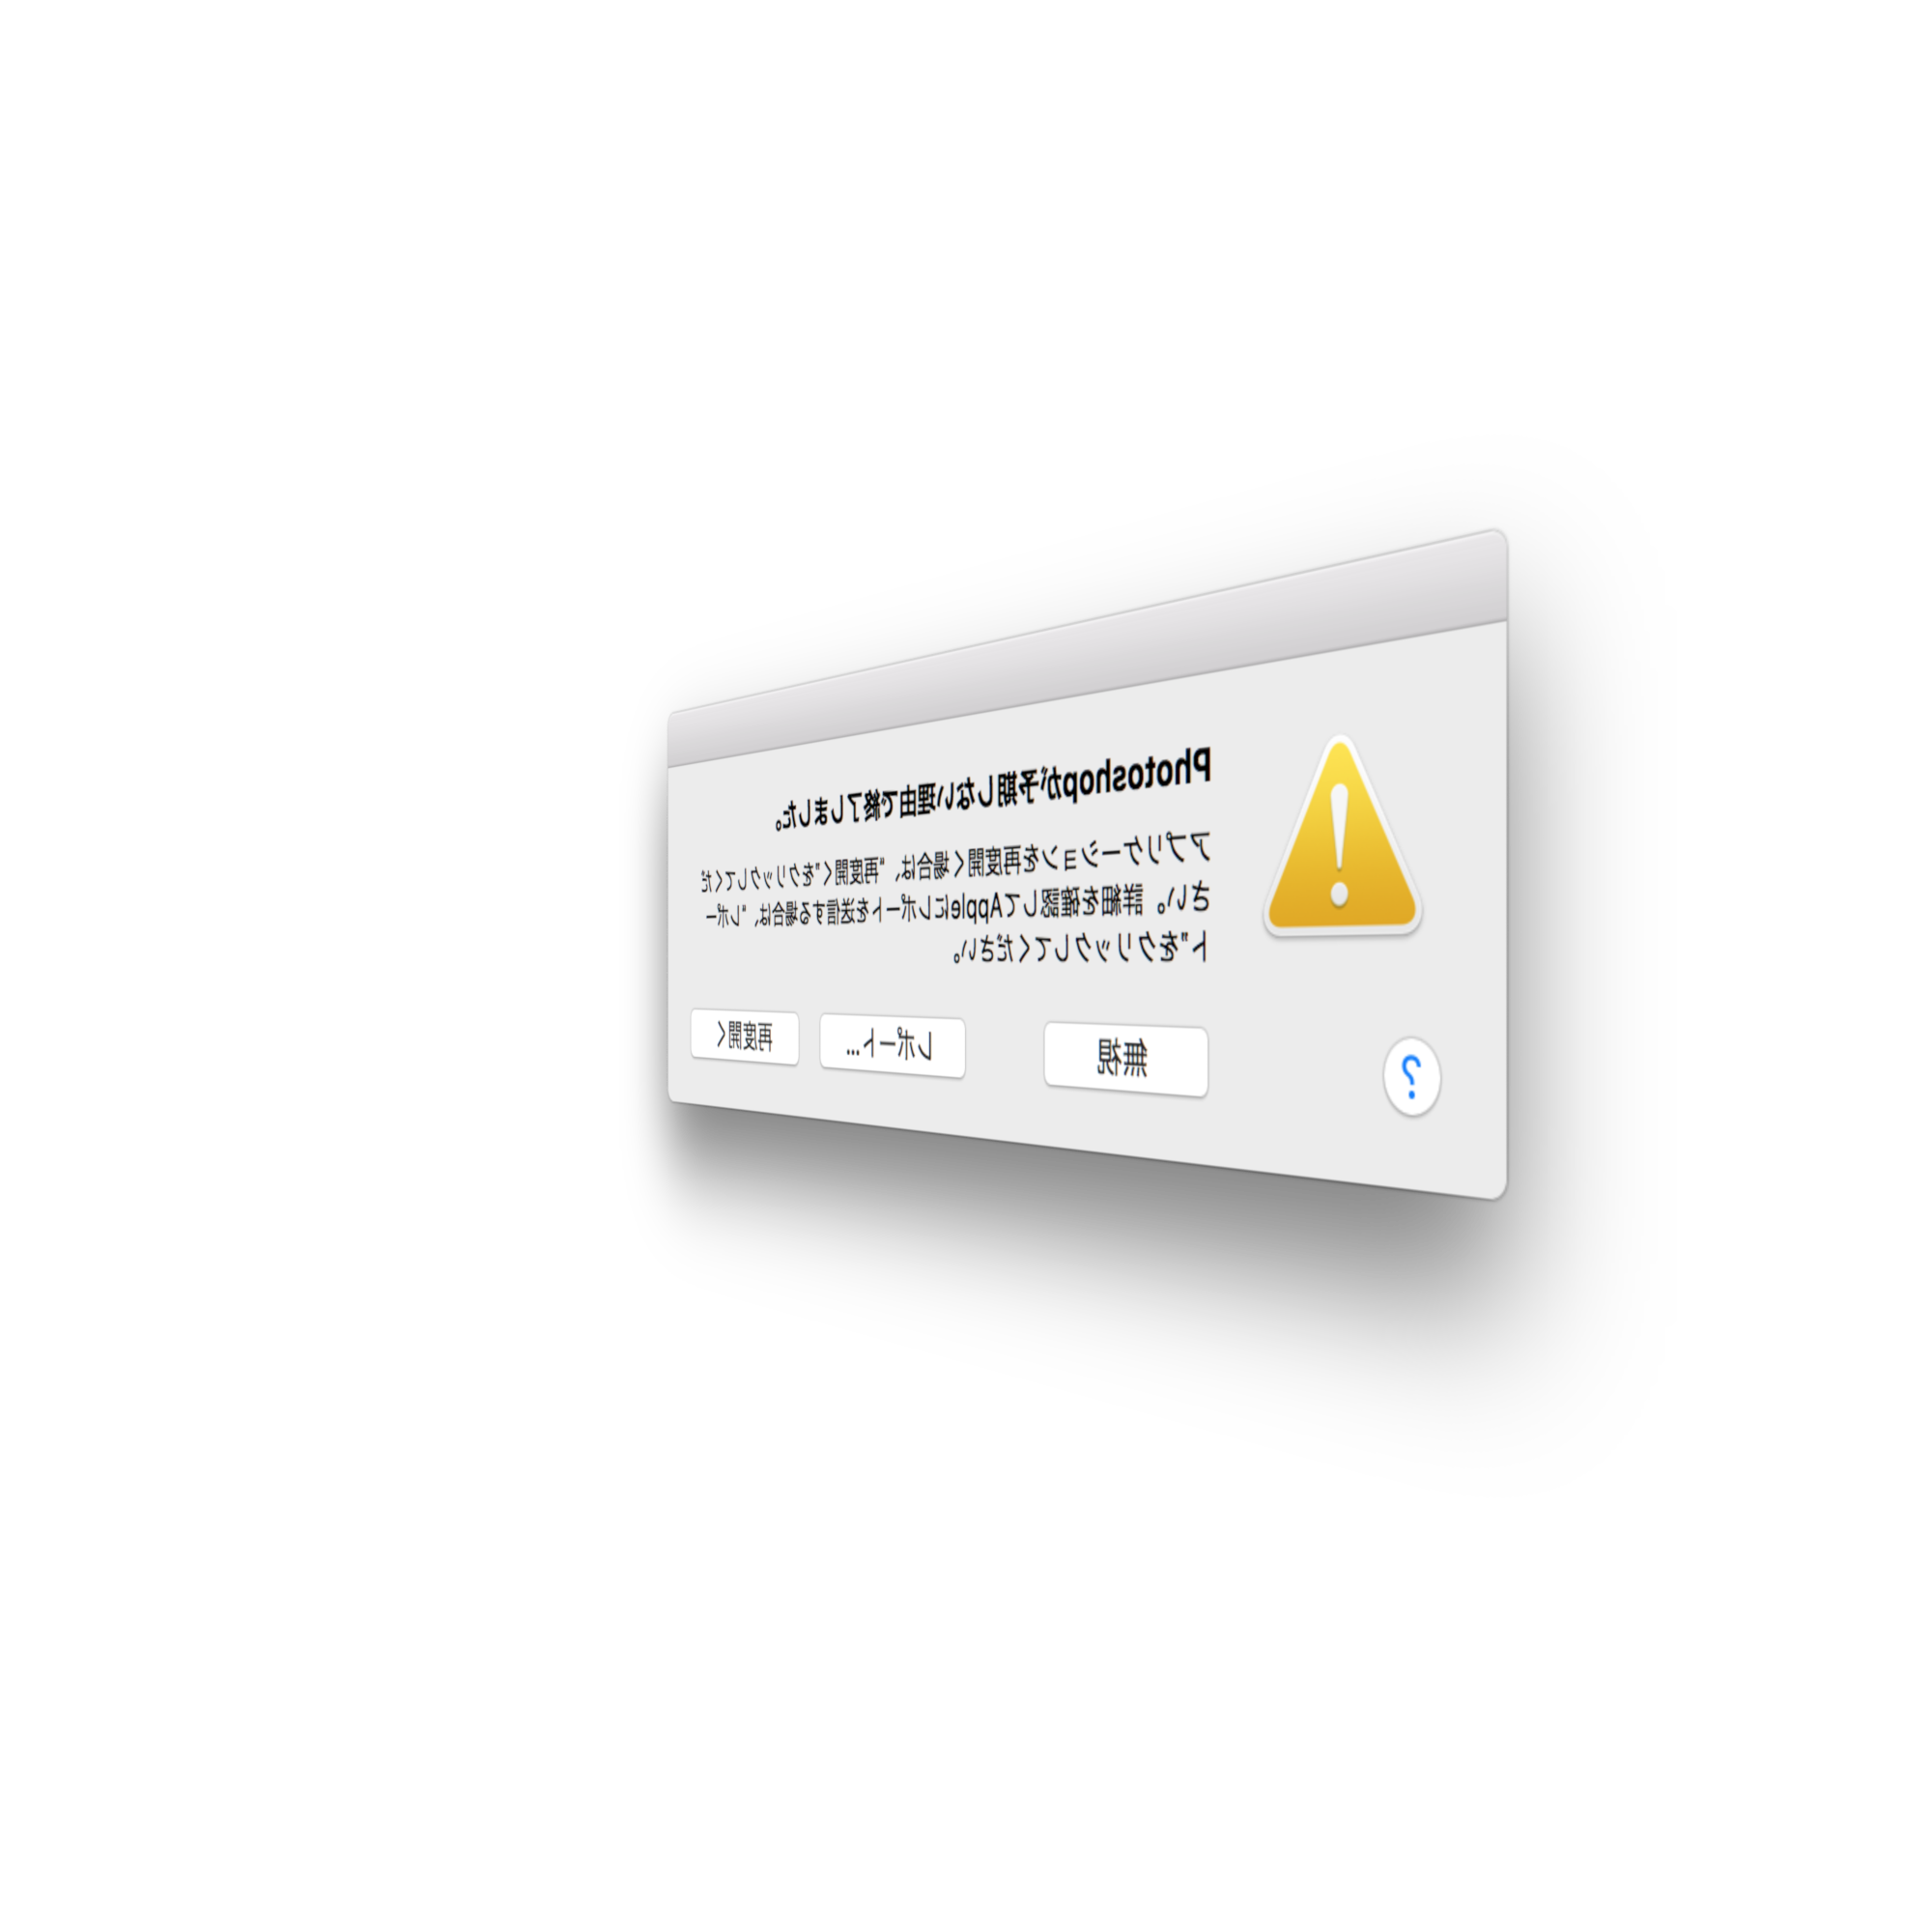 Photoshopが予期しない理由で終了しました。
アプリケーションを再度開く場合は、"再度開く"をクリックしてくだ
さい。詳細を確認してAppleにレポートを送信する場合は、"レポー
ト"をクリックしてください。
? 無視 レポート... 再度開く